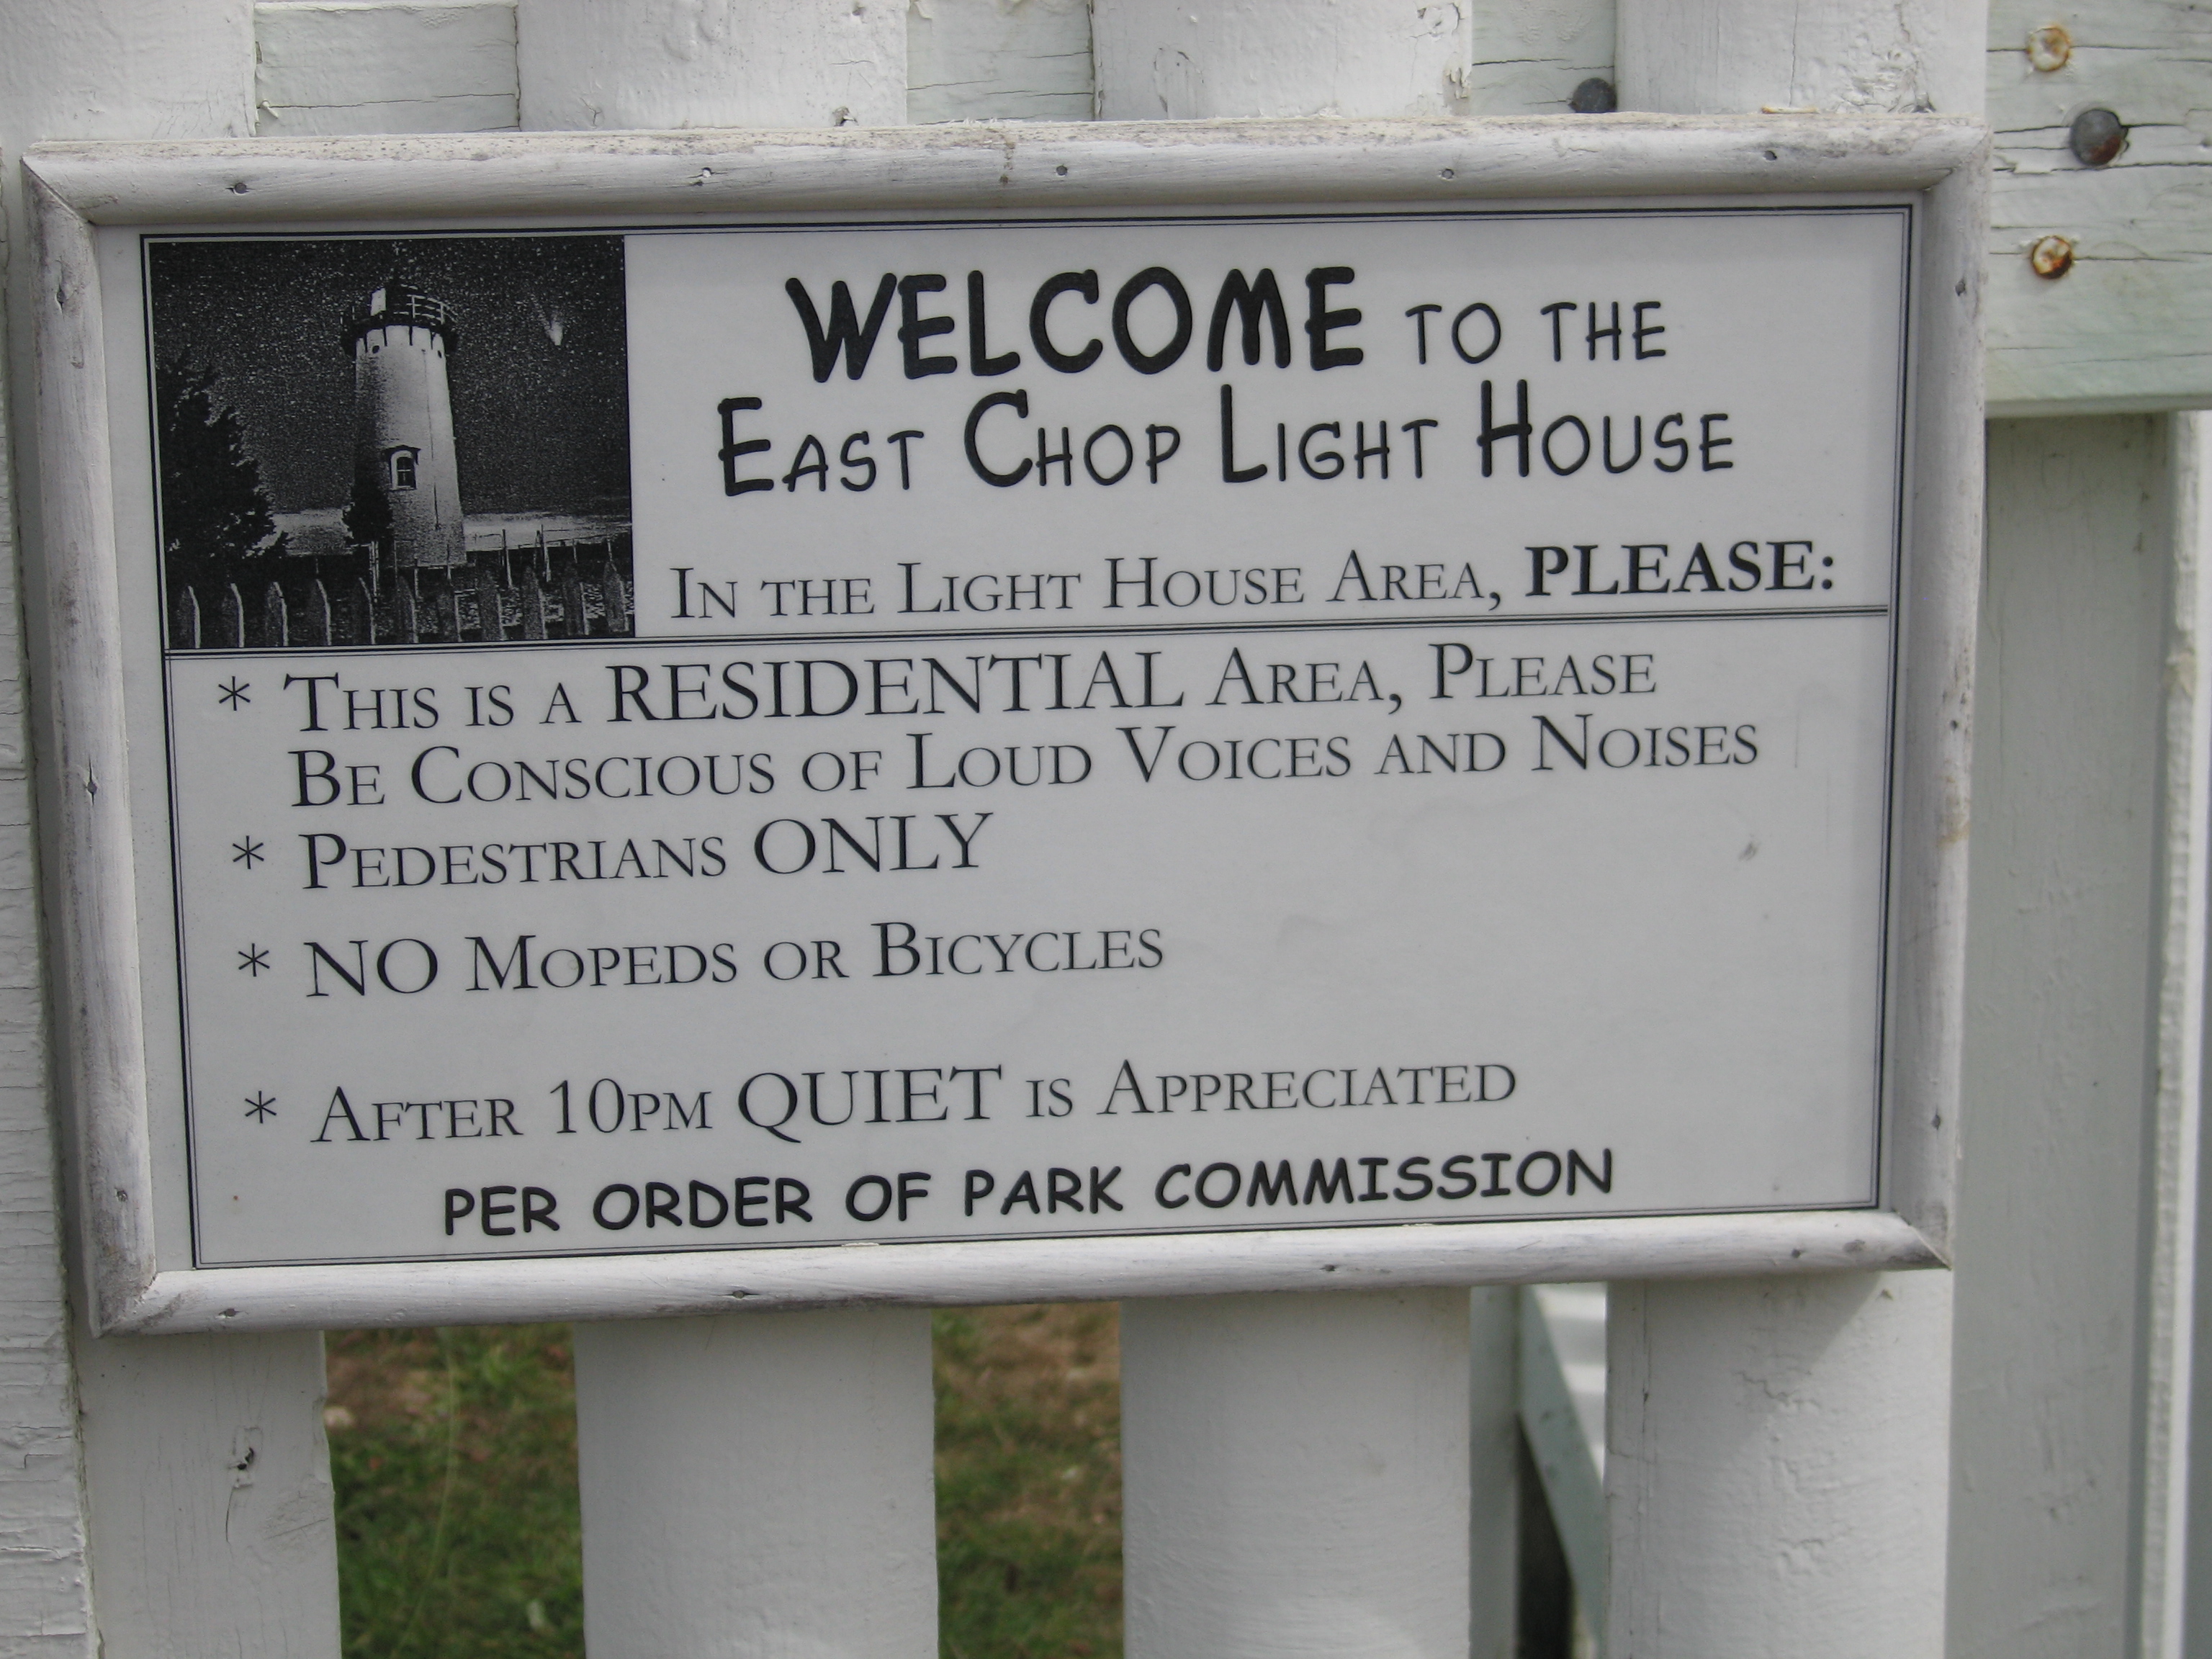 WELCOME TO THE
EAST CHOP LIGHT HOUSE
IN THE LIGHT HOUSE AREA, PLEASE:
* THIS IS A RESIDENTIAL AREA, PLEASE
BE CONSCIOUS OF LOUD VOICES AND NOISES
* PEDESTRIANS ONLY
* NO MOPEDS OR BICYCLES
* AFTER 10PM QUIET IS APPRECIATED
PER ORDER OF PARK COMMISSION